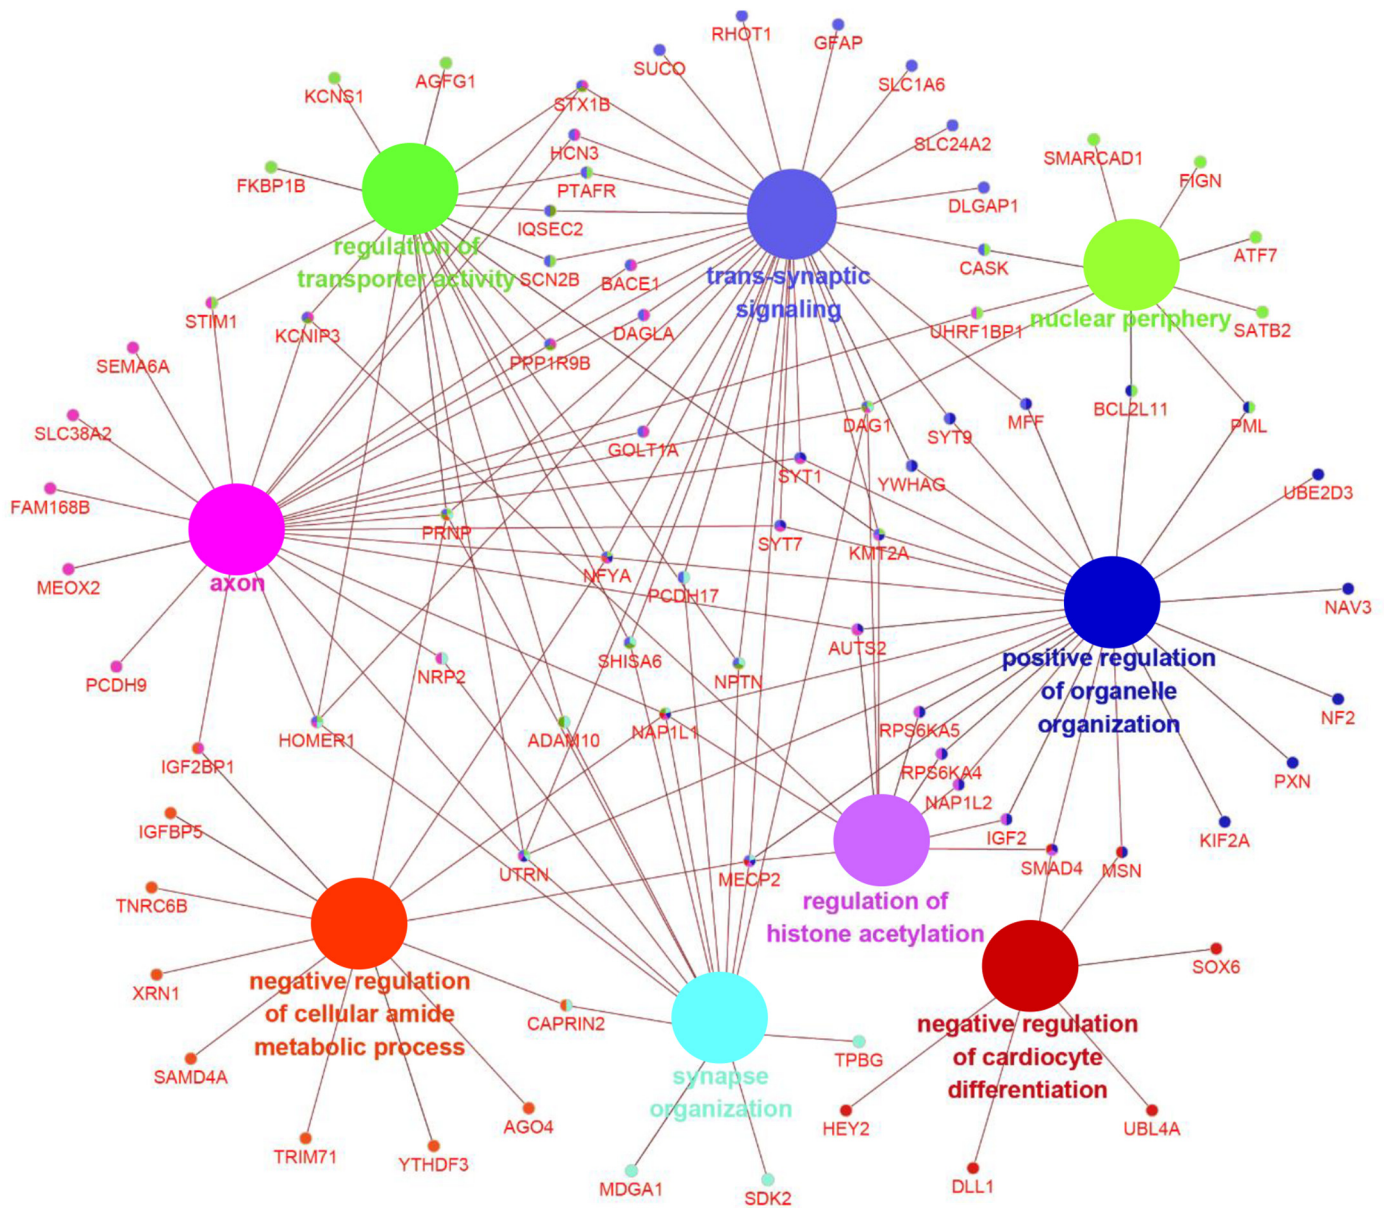 RHOT1
GFAP
SUCO
SLC1A6
AGFG1
KCNS1
STX1B
SLC24A2
HCN3
SMARCAD1
FIGN
FKBP1B
PTAFR
DLGAP1
IQSEC2
regulation of
transporter activity
trans-synaptic
signaling
SCN2B
BACE1
CASK
ATF7
STIM1
KCNIP3
DAGLA
UHRF1BP1
nuclear periphery
SATB2
PPP1R9B
SEMA6A
BCL2L11
SLC38A2
DAG1
SYT9
MFF
PML
GOLT1A
SYT1
YWHAG
UBE2D3
FAM168B
PRNP
SYT7
KMT2A
NFYA
axon
MEOX2
PCDH17
NAV3
AUTS2
positive regulation
of organelle
organization
SHISA6
NRP2
NPTN
PCDH9
NF2
HOMER1
ADAM10
NAP1L1
RPS6KA5
IGF2BP1
RPS6KA4
PXN
NAP1L2
IGFBP5
IGF2
KIF2A
UTRN
MECP2
SMAD4
MSN
TNRC6B
regulation of
histone acetylation
XRN1
SOX6
negative regulation
of cellular amide
metabolic process
CAPRIN2
negative regulation
of cardiocyte
differentiation
TPBG
SAMD4A
synapse
organization
AGO4
HEY2
UBL4A
TRIM71
YTHDF3
MDGA1
SDK2
DLL1